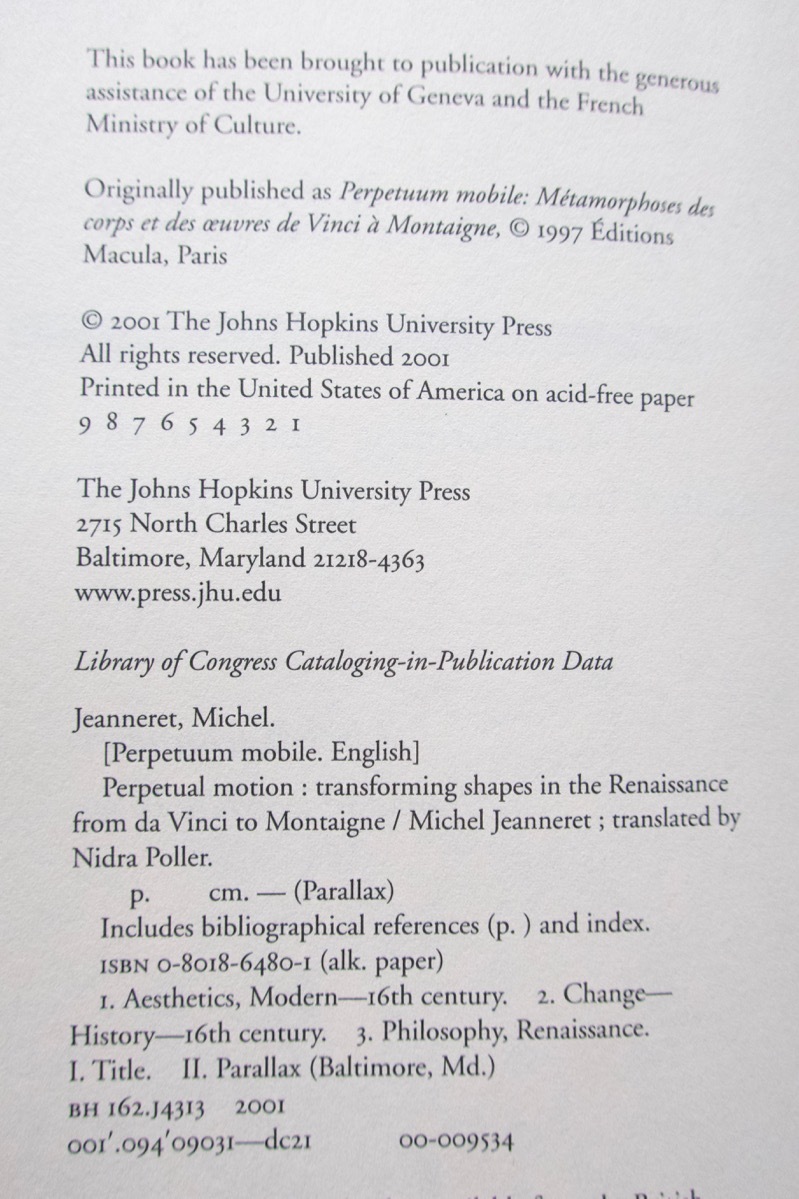 This book has been brought to publication with the generous
assistance of the University of Geneva and the French
Ministry of Culture.
Originally published as Perpetuum mobile: Métamorphoses des
corps et des œuvres de Vinci à Montaigne, © 1997 Éditions
Macula, Paris
© 2001 The Johns Hopkins University Press
All rights reserved. Published 2001
Printed in the United States of America on acid-free paper
9 8 7 6 5 4 3 2 1
The Johns Hopkins University Press
2715 North Charles Street
Baltimore, Maryland 21218-4363
www.press.jhu.edu
Library of Congress Cataloging-in-Publication Data
Jeanneret, Michel.
[Perpetuum mobile. English]
Perpetual motion : transforming shapes in the Renaissance
from da Vinci to Montaigne / Michel Jeanneret ; translated by
Nidra Poller.
p. cm. — (Parallax)
Includes bibliographical references (p. ) and index.
ISBN 0-8018-6480-1 (alk. paper)
1. Aesthetics, Modern—16th century. 2. Change—
History—16th century. 3. Philosophy, Renaissance.
I. Title. II. Parallax (Baltimore, Md.)
BH 162.J4313 2001
001′.094′09031—dc21 00-009534